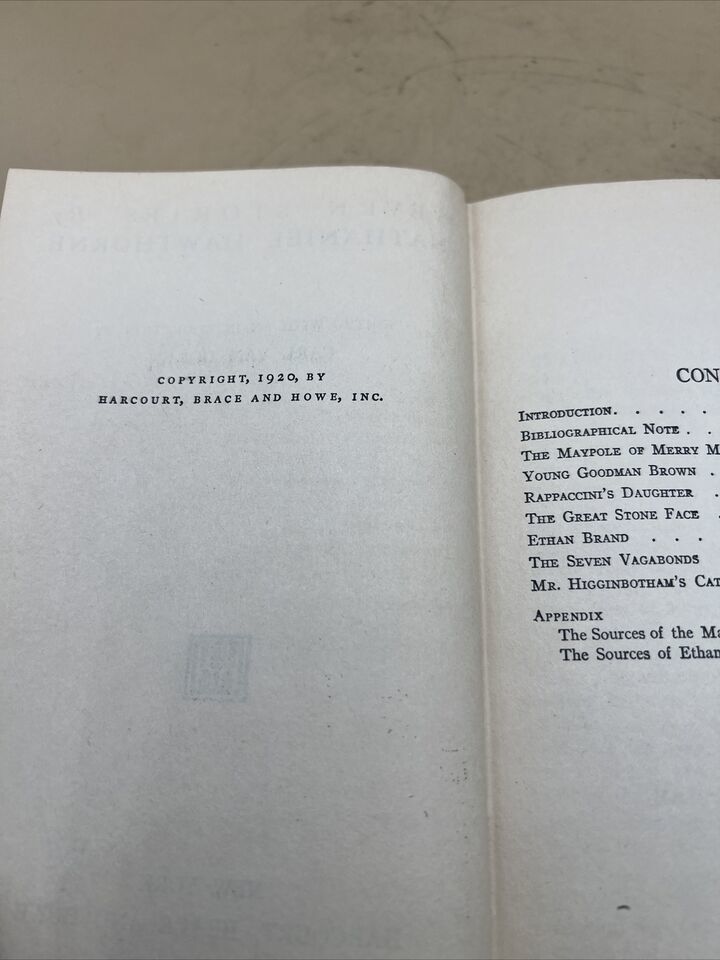 COPYRIGHT, 1920, BY
HARCOURT, BRACE AND HOWE, INC.
CON
INTRODUCTION. . . . . .
BIBLIOGRAPHICAL NOTE . . .
THE MAYPOLE OF MERRY M
YOUNG GOODMAN BROWN .
RAPPACCINI'S DAUGHTER .
THE GREAT STONE FACE .
ETHAN BRAND . . .
THE SEVEN VAGABONDS
MR. HIGGINBOTHAM'S CAT
APPENDIX
The Sources of the Ma
The Sources of Ethan